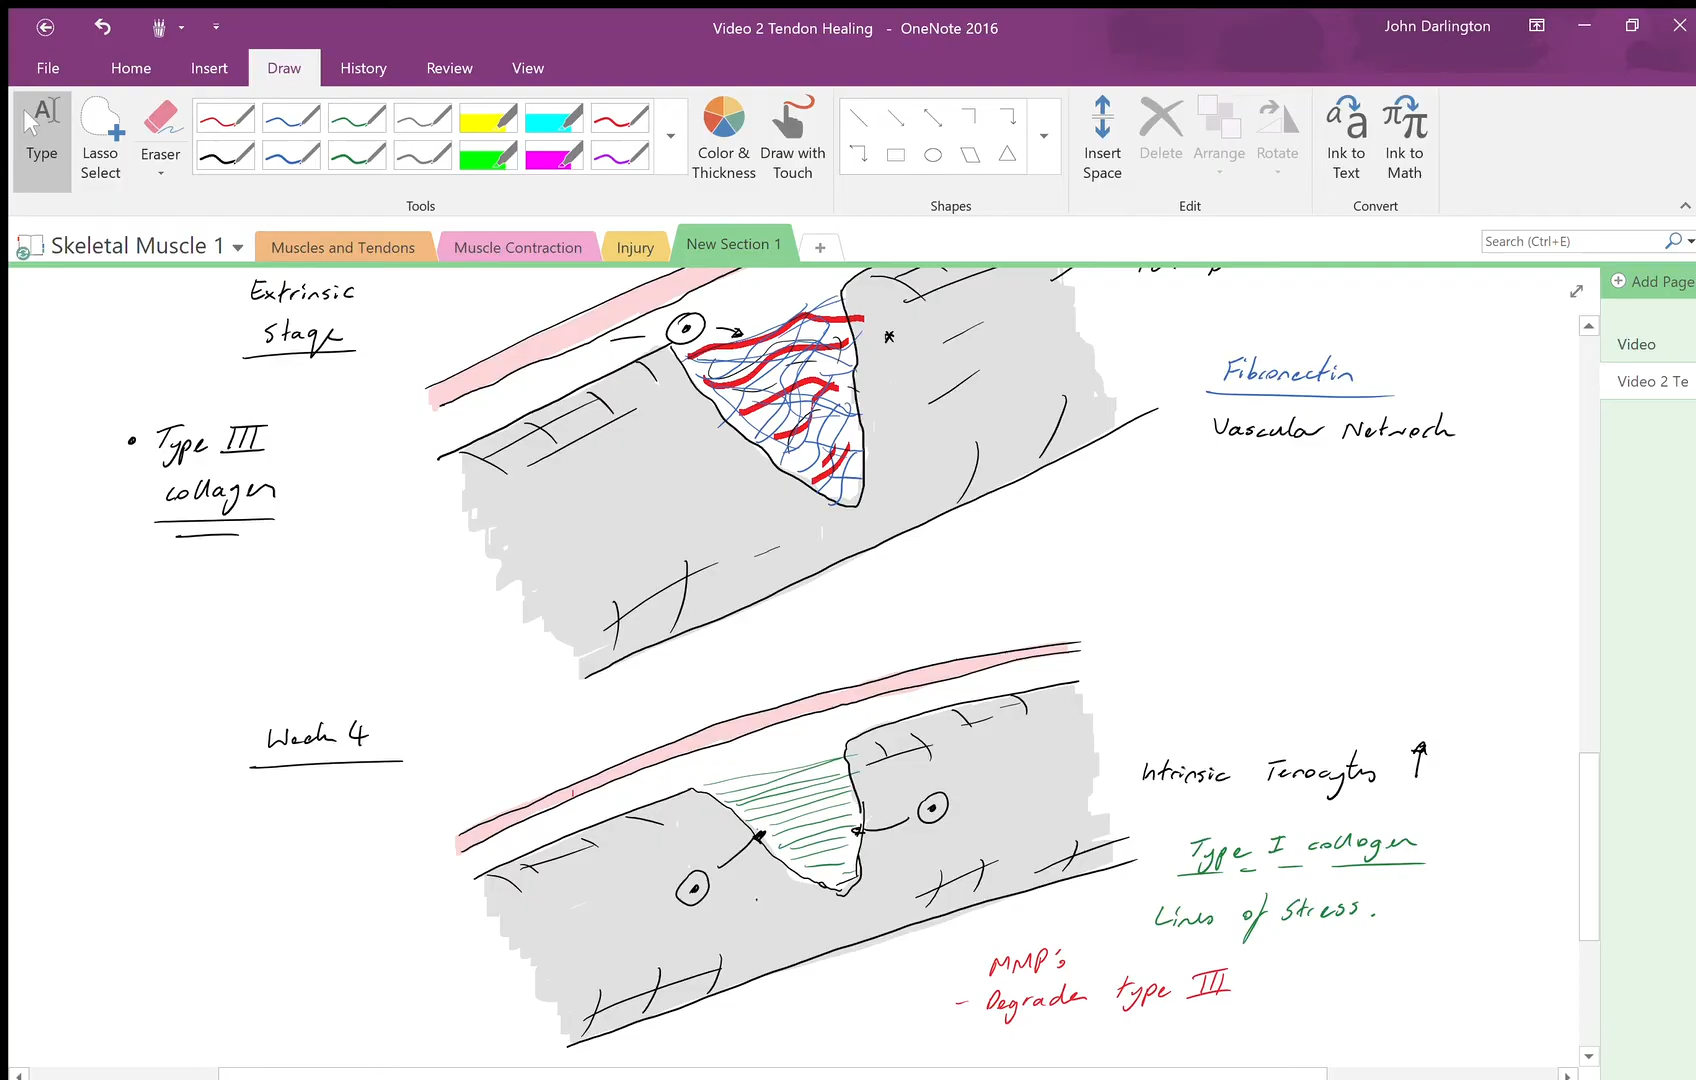 Video 2 Tendon Healing - OneNote 2016
John Darlington
File Home Insert Draw History Review View
Type
Lasso Select
Eraser
Color & Thickness
Draw with Touch
Insert Space
Delete
Arrange
Rotate
Ink to Text
Ink to Math
Tools
Shapes
Edit
Convert
Skeletal Muscle 1
Muscles and Tendons
Muscle Contraction
Injury
New Section 1
Search (Ctrl+E)
Add Page
Video
Video 2 Te
Extrinsic
Stage
Fibronectin
Vascular Network
• Type III
collagen
Week 4
Intrinsic Tenocytes ↑
Type I collagen
Lines of Stress.
MMP's
- Degrade type III